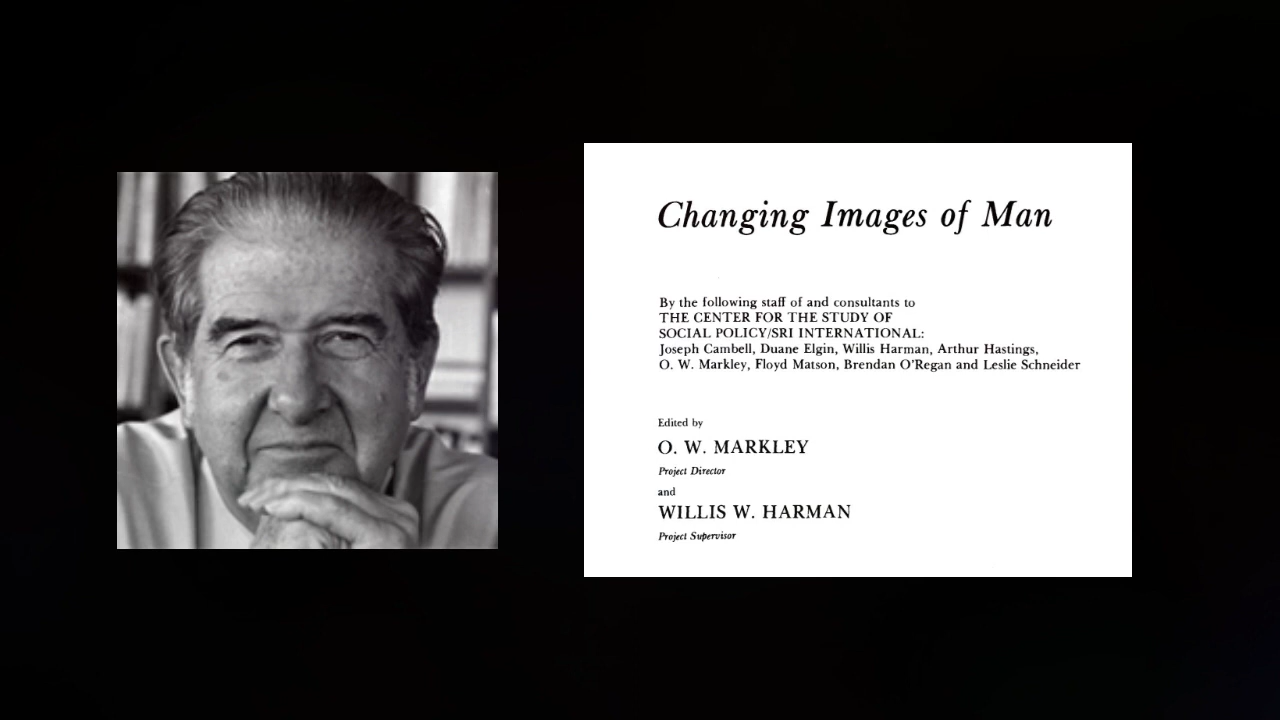 Changing Images of Man
By the following staff of and consultants to
THE CENTER FOR THE STUDY OF
SOCIAL POLICY/SRI INTERNATIONAL:
Joseph Cambell, Duane Elgin, Willis Harman, Arthur Hastings,
O. W. Markley, Floyd Matson, Brendan O'Regan and Leslie Schneider
Edited by
O. W. MARKLEY
Project Director
and
WILLIS W. HARMAN
Project Supervisor